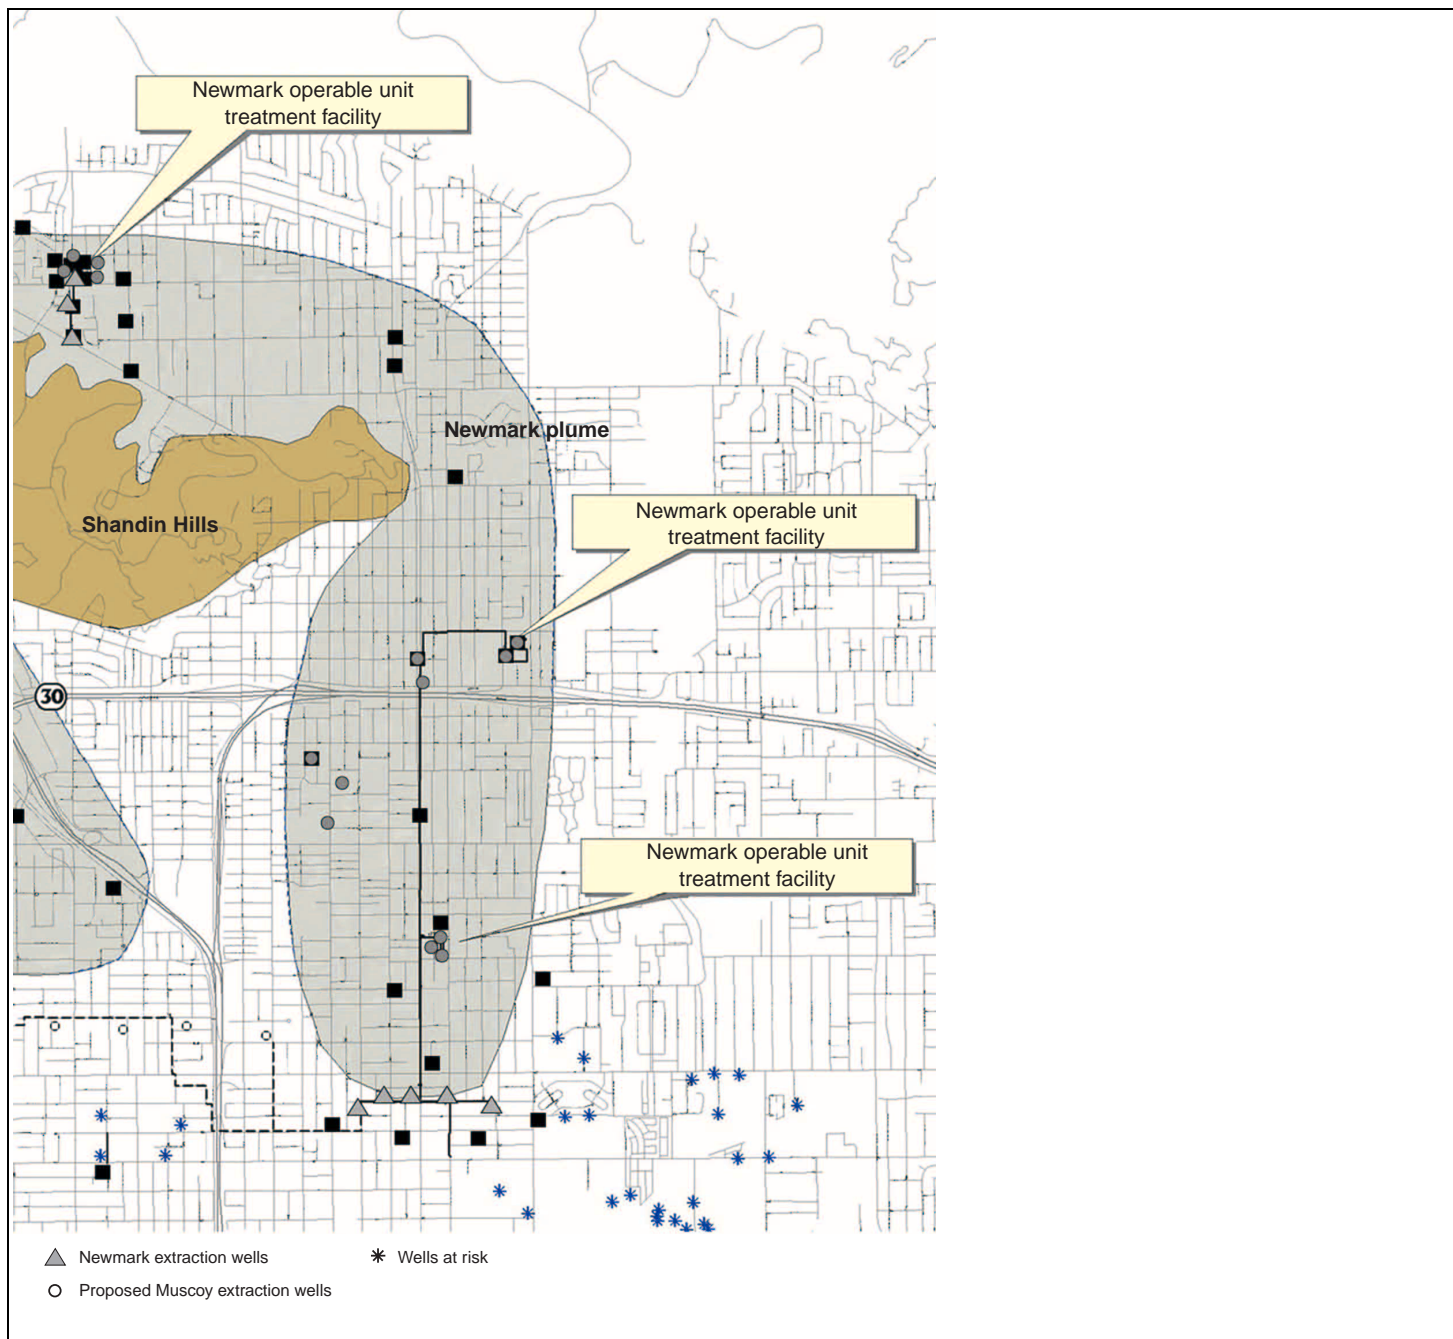 Newmark operable unit
treatment facility
Newmark plume
Shandin Hills
Newmark operable unit
treatment facility
30
Newmark operable unit
treatment facility
Newmark extraction wells
Wells at risk
Proposed Muscoy extraction wells